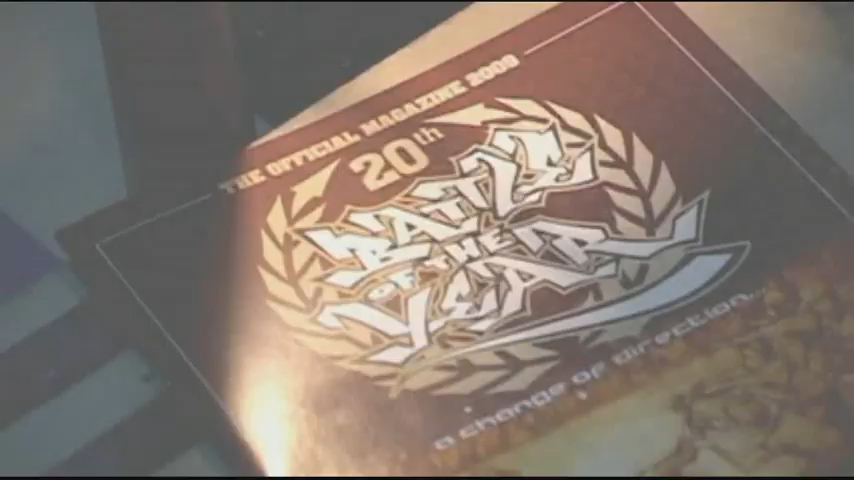 THE OFFICIAL MAGAZINE 2009
20th
BATTLE
OF THE
YEAR
a change of direction...